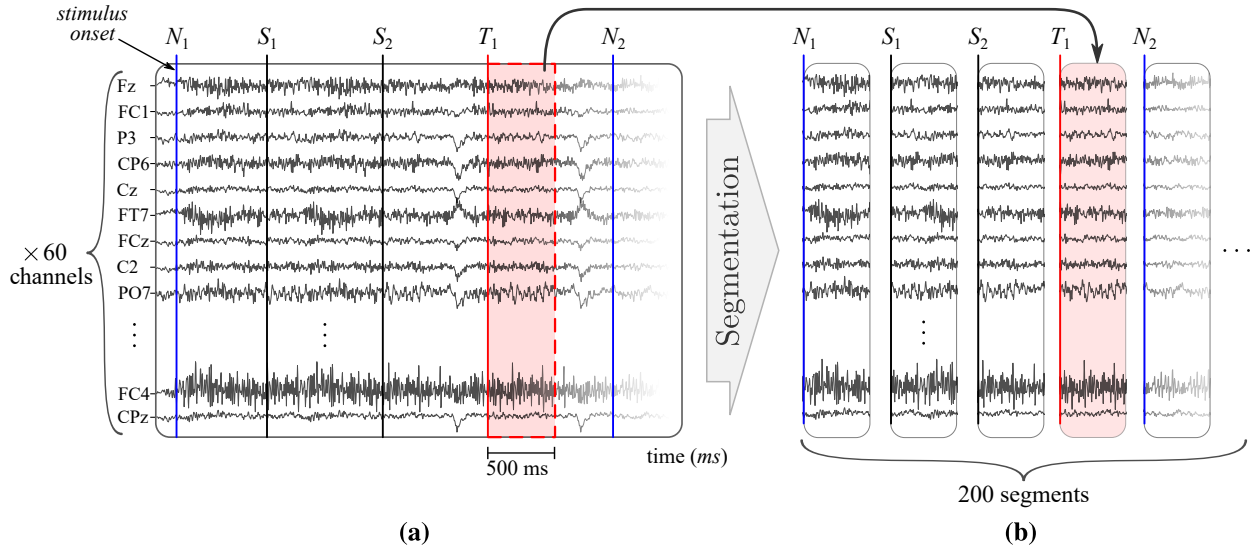 stimulus
onset
N1 S1 S2 T1 N2
Fz
FC1
P3
CP6
Cz
FT7
FCz
C2
PO7
FC4
CPz
×60
channels
500 ms
time (ms)
(a)
Segmentation
N1 S1 S2 T1 N2
...
200 segments
(b)